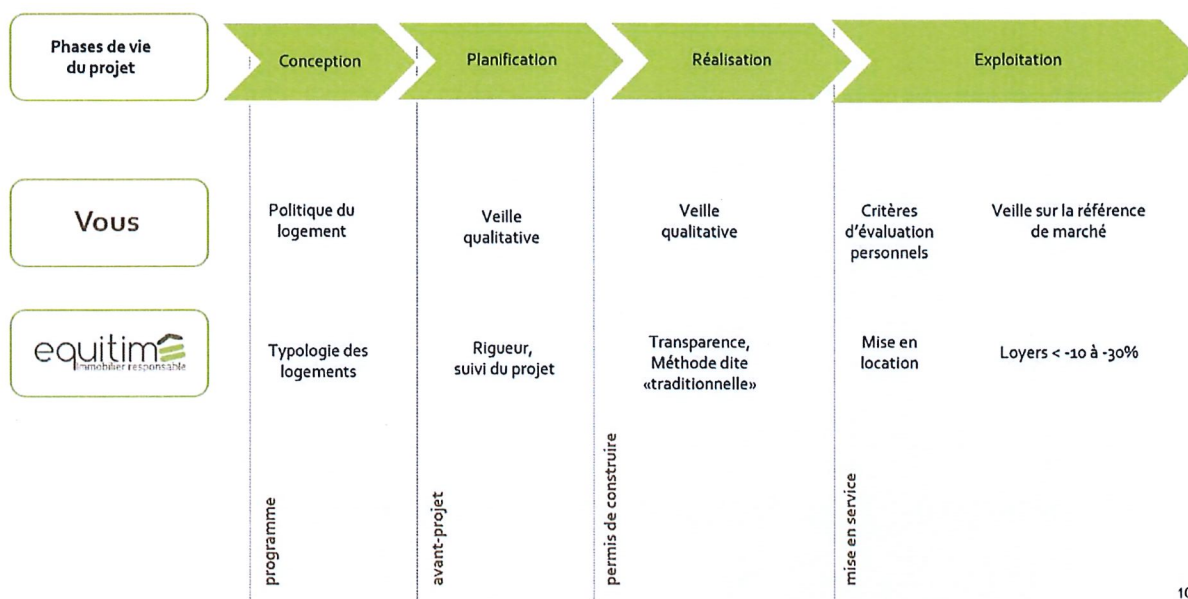 Phases de vie
du projet
Conception
Planification
Réalisation
Exploitation
Vous
Politique du
logement
Veille
qualitative
Veille
qualitative
Critères
d'évaluation
personnels
Veille sur la référence
de marché
equitim
Immobilier responsable
Typologie des
logements
Rigueur,
suivi du projet
Transparence,
Méthode dite
«traditionnelle»
Mise en
location
Loyers < -10 à -30%
programme
avant-projet
permis de construire
mise en service
10